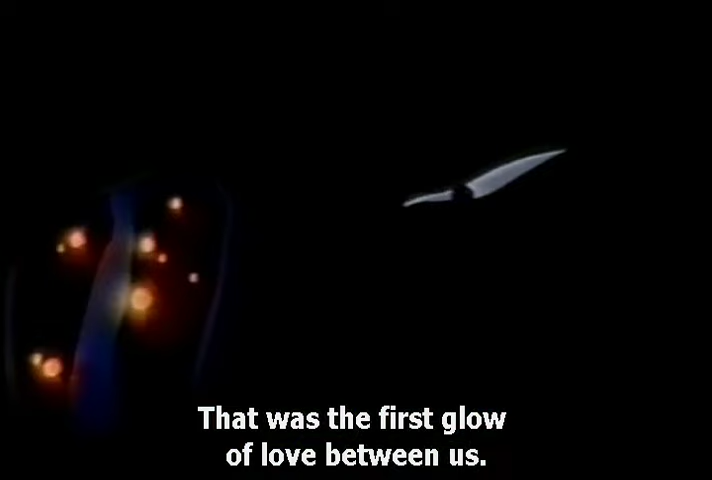 That was the first glow
of love between us.